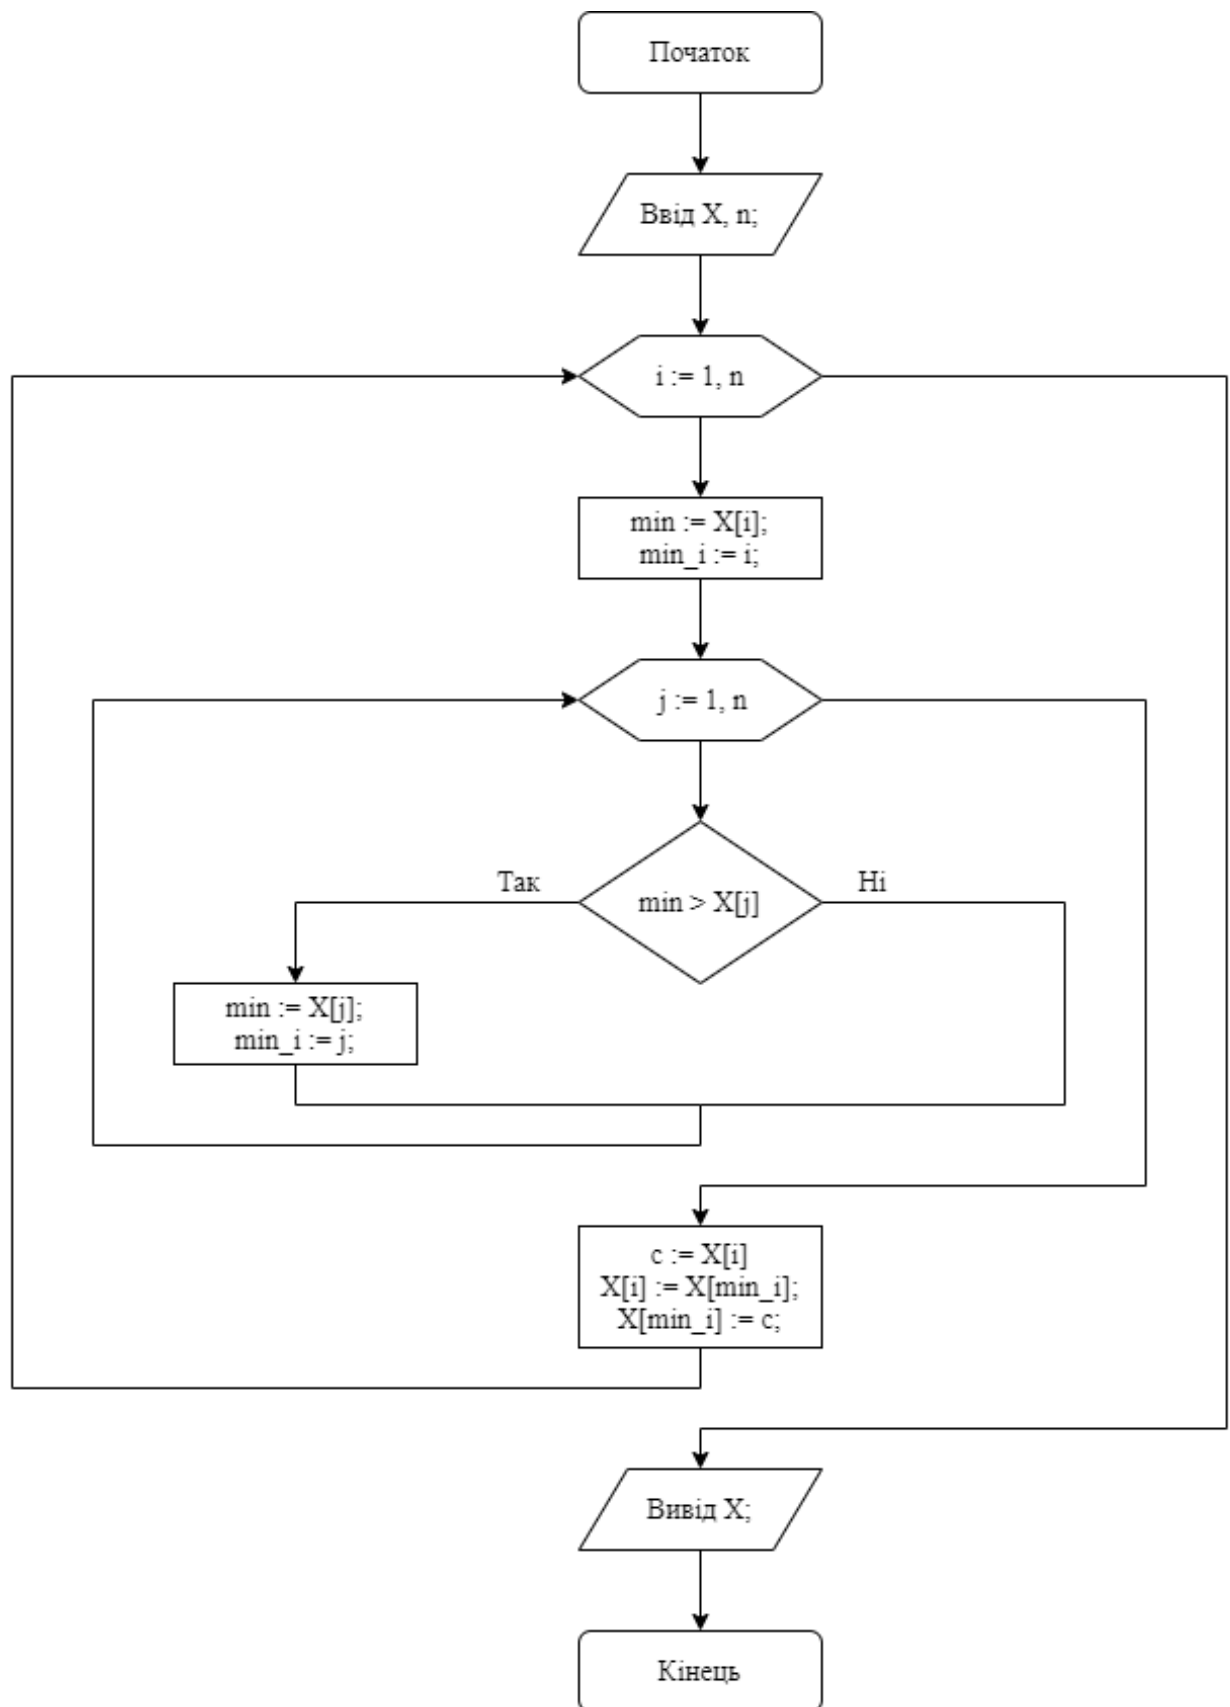 Початок
Ввід X, n;
i := 1, n
min := X[i];
min_i := i;
j := 1, n
Так
Ні
min > X[j]
min := X[j];
min_i := j;
c := X[i]
X[i] := X[min_i];
X[min_i] := c;
Вивід X;
Кінець